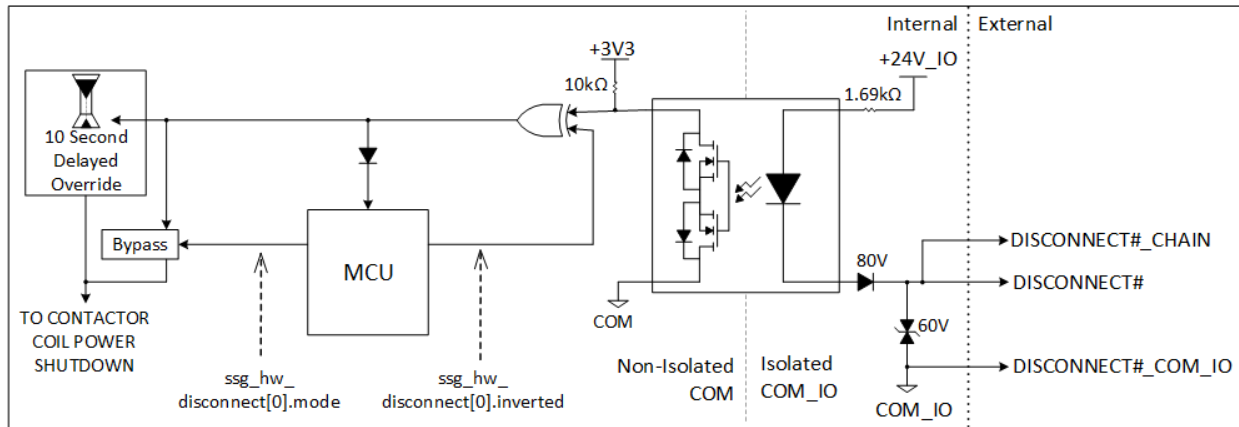 Internal
External
+3V3
+24V_IO
10kΩ
1.69kΩ
10 Second
Delayed
Override
Bypass
MCU
80V
DISCONNECT#_CHAIN
DISCONNECT#
60V
COM
TO CONTACTOR
COIL POWER
SHUTDOWN
Non-Isolated
COM
Isolated
COM_IO
DISCONNECT#_COM_IO
COM_IO
ssg_hw_
disconnect[0].mode
ssg_hw_
disconnect[0].inverted